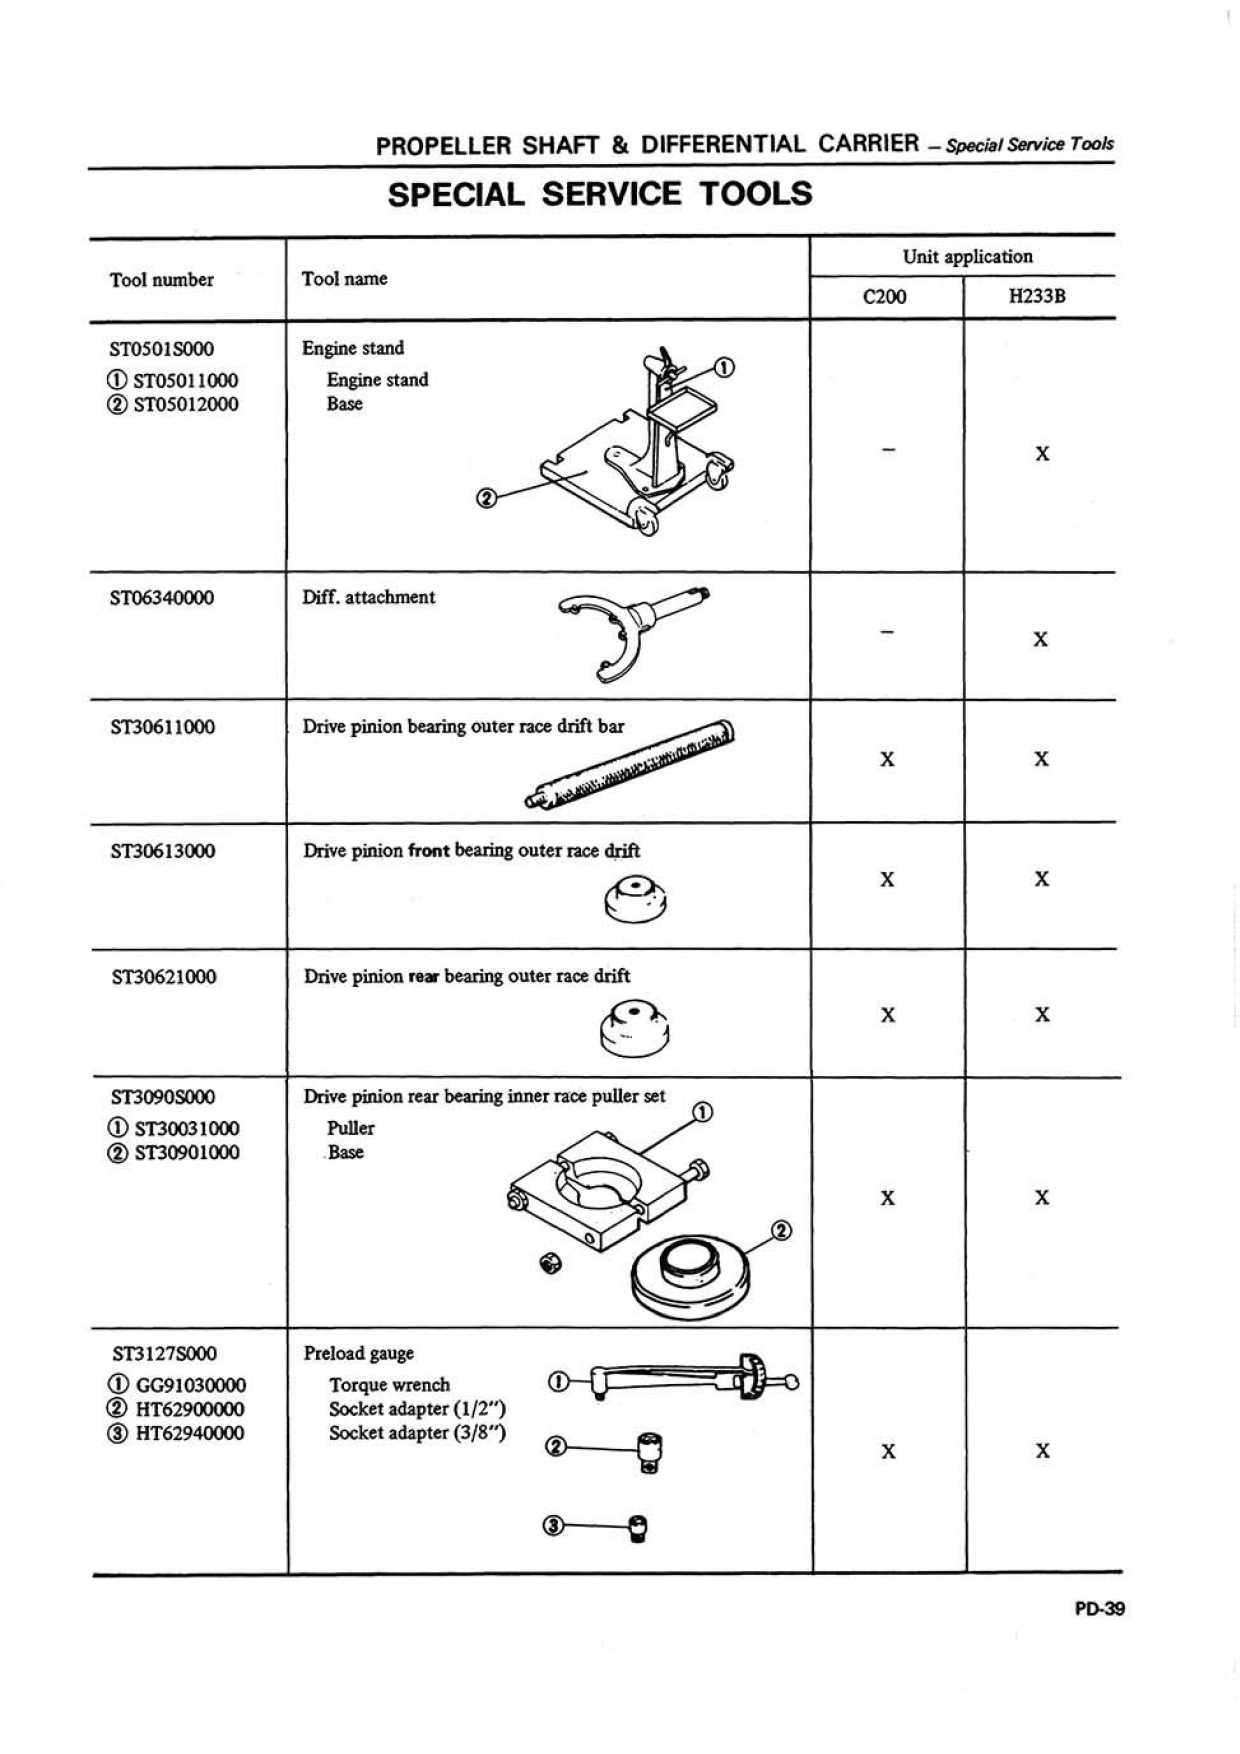 PROPELLER SHAFT & DIFFERENTIAL CARRIER – Special Service Tools
SPECIAL SERVICE TOOLS
Tool number
Tool name
Unit application
C200
H233B
ST0501S000
Engine stand
① ST05011000
Engine stand
② ST05012000
Base
①
②
–
X
ST06340000
Diff. attachment
–
X
ST30611000
Drive pinion bearing outer race drift bar
X
X
ST30613000
Drive pinion front bearing outer race drift
X
X
ST30621000
Drive pinion rear bearing outer race drift
X
X
ST3090S000
Drive pinion rear bearing inner race puller set
① ST30031000
Puller
② ST30901000
Base
①
②
X
X
ST3127S000
Preload gauge
① GG91030000
Torque wrench
② HT62900000
Socket adapter (1/2")
③ HT62940000
Socket adapter (3/8")
①
②
③
X
X
PD-39